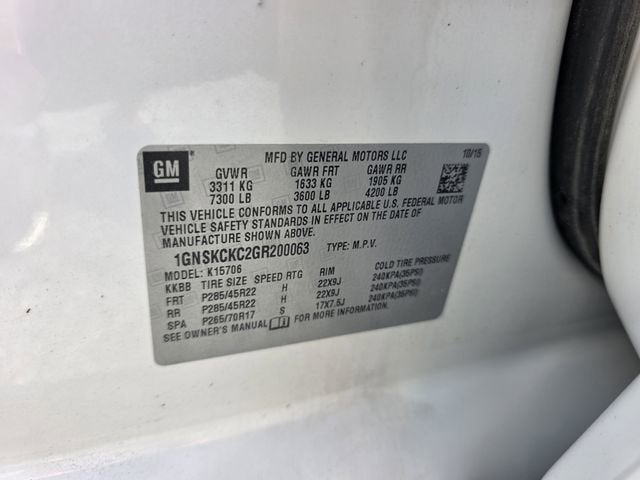 GM
MFD BY GENERAL MOTORS LLC 10/15
GVWR GAWR FRT GAWR RR
3311 KG 1633 KG 1905 KG
7300 LB 3600 LB 4200 LB
THIS VEHICLE CONFORMS TO ALL APPLICABLE U.S. FEDERAL MOTOR
VEHICLE SAFETY STANDARDS IN EFFECT ON THE DATE OF
MANUFACTURE SHOWN ABOVE.
1GNSKCKC2GR200063 TYPE: M.P.V.
MODEL: K15706
KKBB TIRE SIZE SPEED RTG RIM COLD TIRE PRESSURE
FRT P285/45R22 H 22X9J 240KPA(35PSI)
RR P285/45R22 H 22X9J 240KPA(35PSI)
SPA P265/70R17 S 17X7.5J 240KPA(35PSI)
SEE OWNER'S MANUAL FOR MORE INFORMATION.